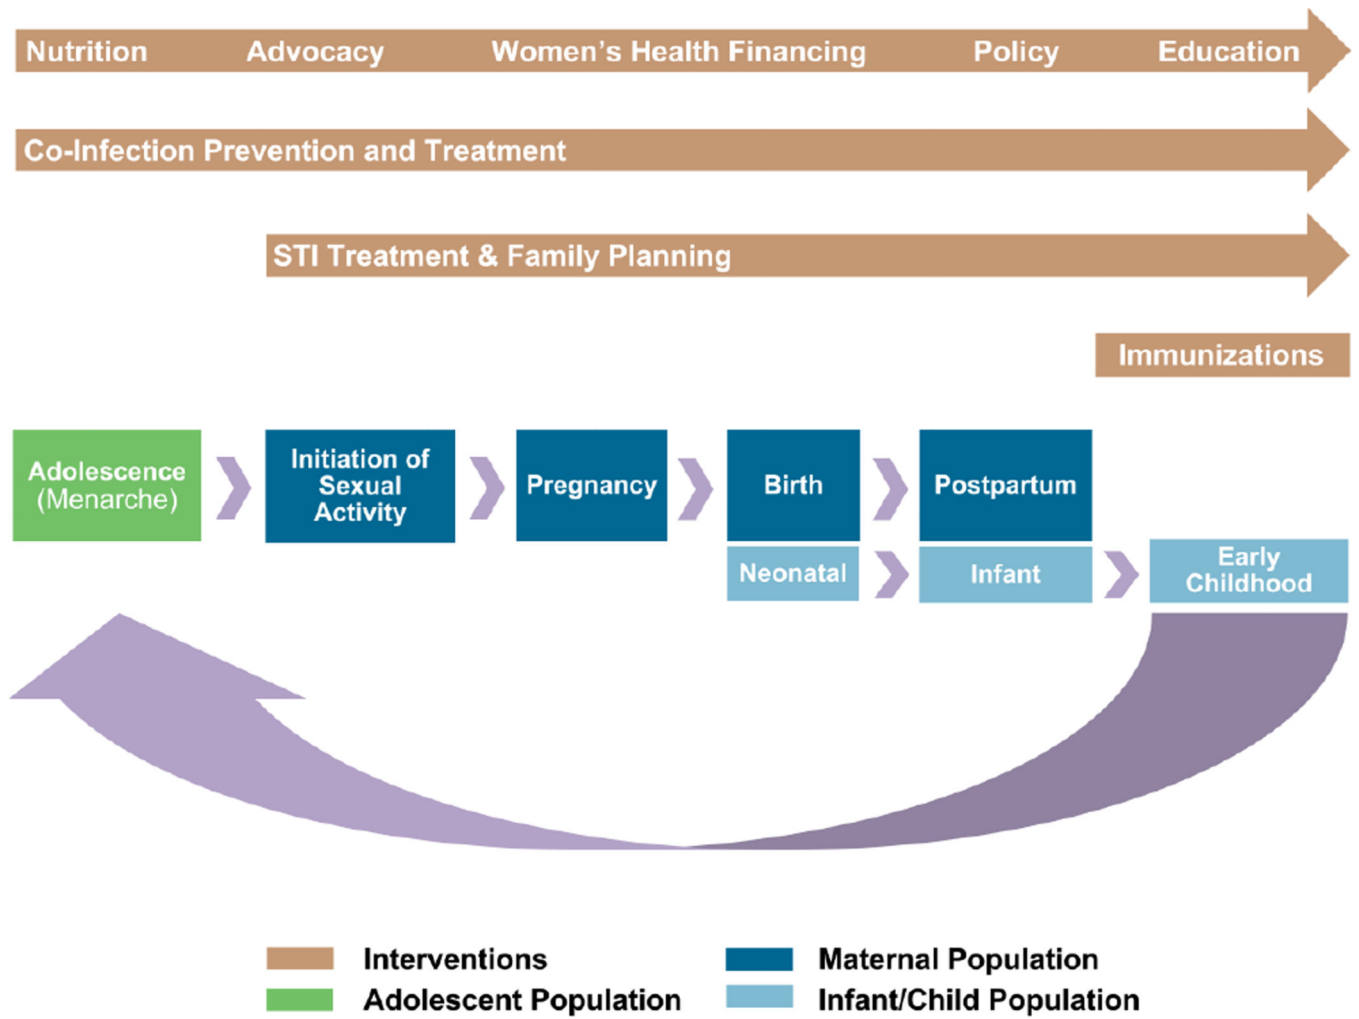 Nutrition Advocacy Women's Health Financing Policy Education
Co-Infection Prevention and Treatment
STI Treatment & Family Planning
Immunizations
Adolescence
(Menarche)
Initiation of
Sexual
Activity
Pregnancy
Birth
Postpartum
Neonatal
Infant
Early
Childhood
Interventions
Adolescent Population
Maternal Population
Infant/Child Population